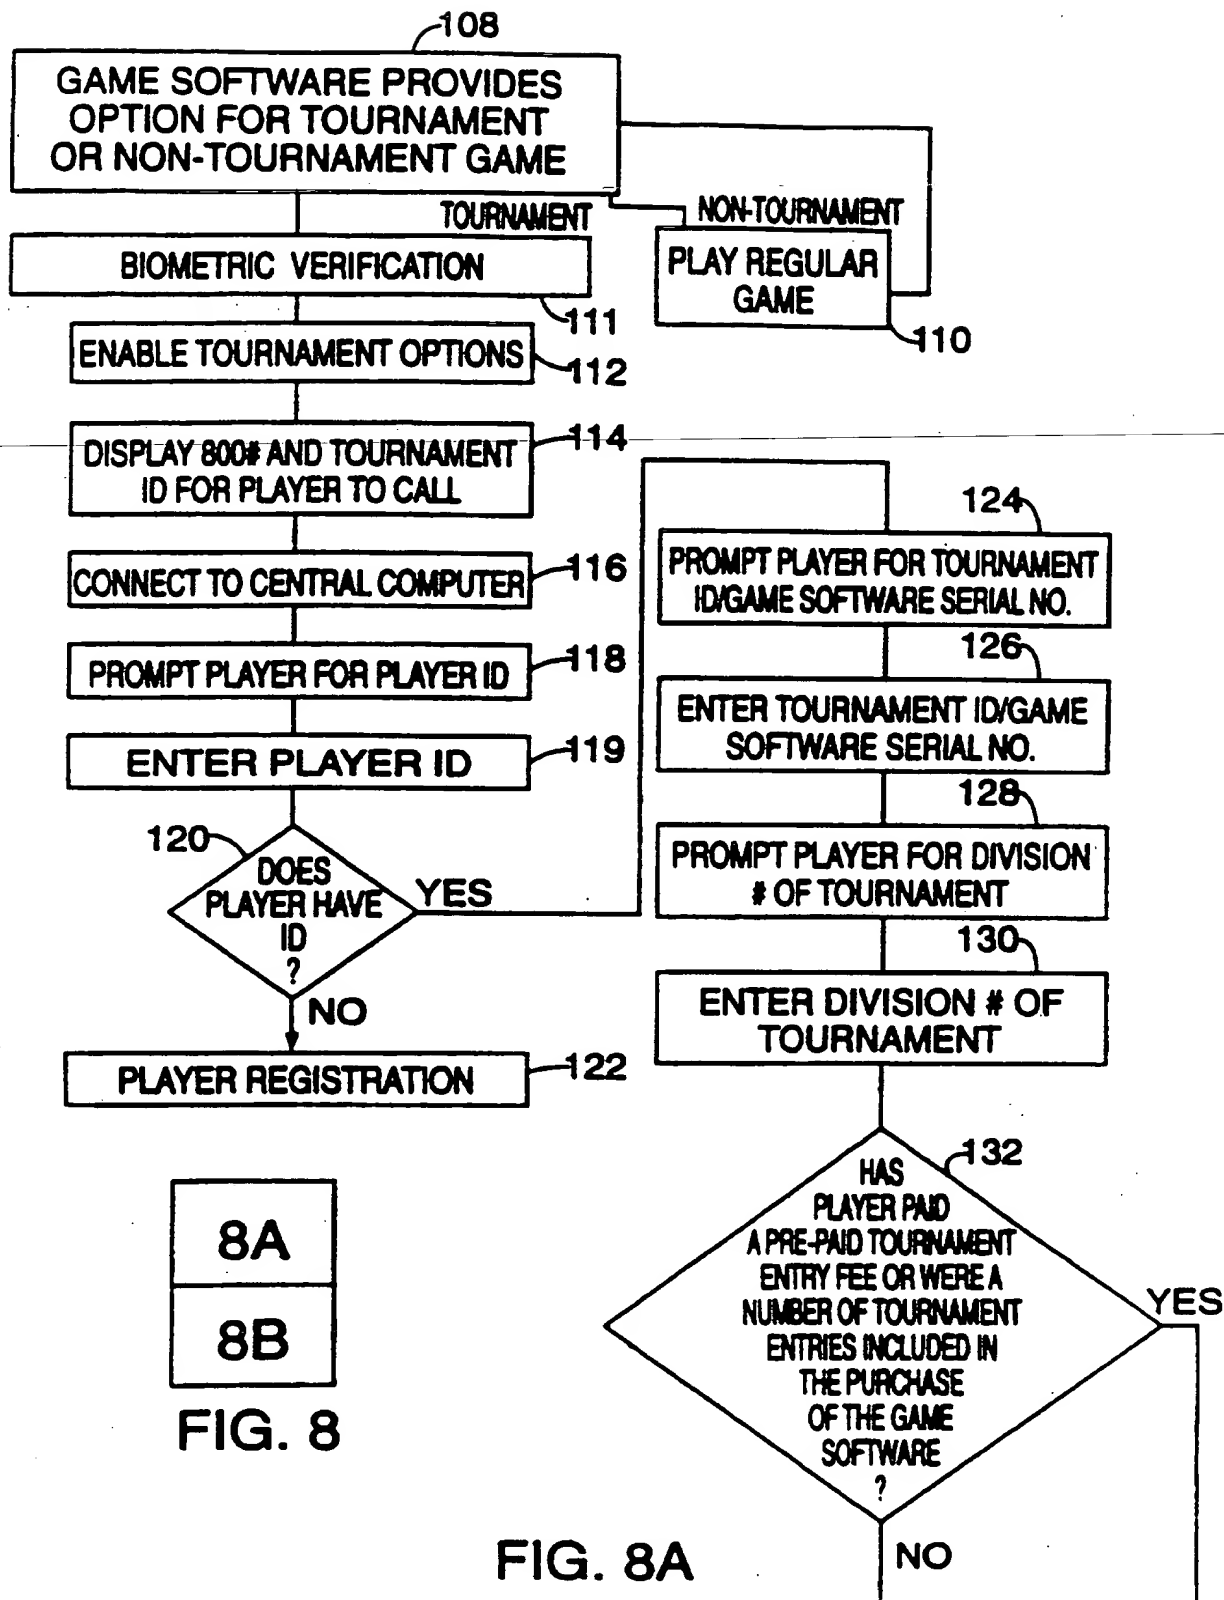 108
GAME SOFTWARE PROVIDES
OPTION FOR TOURNAMENT
OR NON-TOURNAMENT GAME
TOURNAMENT
NON-TOURNAMENT
BIOMETRIC VERIFICATION
111
PLAY REGULAR
GAME
110
ENABLE TOURNAMENT OPTIONS
112
DISPLAY 800# AND TOURNAMENT
ID FOR PLAYER TO CALL
114
CONNECT TO CENTRAL COMPUTER
116
PROMPT PLAYER FOR PLAYER ID
118
ENTER PLAYER ID
119
120
DOES
PLAYER HAVE
ID
?
YES
NO
PLAYER REGISTRATION
122
124
PROMPT PLAYER FOR TOURNAMENT
ID/GAME SOFTWARE SERIAL NO.
126
ENTER TOURNAMENT ID/GAME
SOFTWARE SERIAL NO.
128
PROMPT PLAYER FOR DIVISION
# OF TOURNAMENT
130
ENTER DIVISION # OF
TOURNAMENT
132
HAS
PLAYER PAID
A PRE-PAID TOURNAMENT
ENTRY FEE OR WERE A
NUMBER OF TOURNAMENT
ENTRIES INCLUDED IN
THE PURCHASE
OF THE GAME
SOFTWARE
?
YES
NO
8A
8B
FIG. 8
FIG. 8A